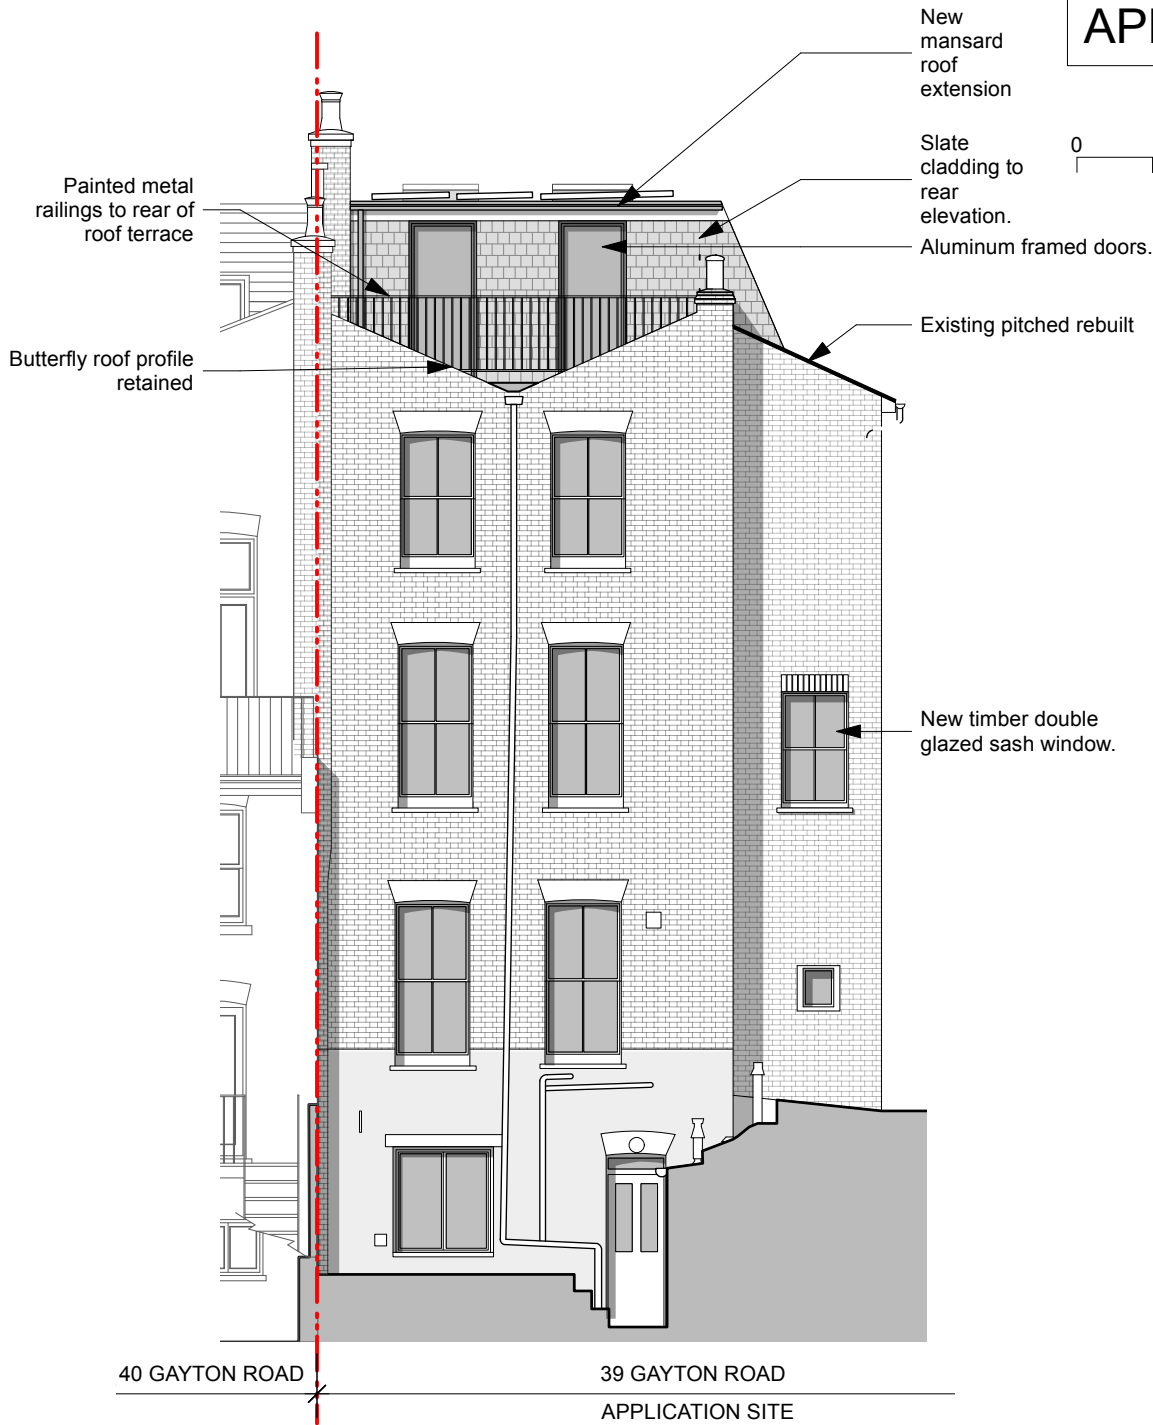 New
mansard
roof
extension
API
0
Slate
cladding to
rear
elevation.
Painted metal
railings to rear of
roof terrace
Aluminum framed doors.
Existing pitched rebuilt
Butterfly roof profile
retained
New timber double
glazed sash window.
40 GAYTON ROAD
39 GAYTON ROAD
APPLICATION SITE